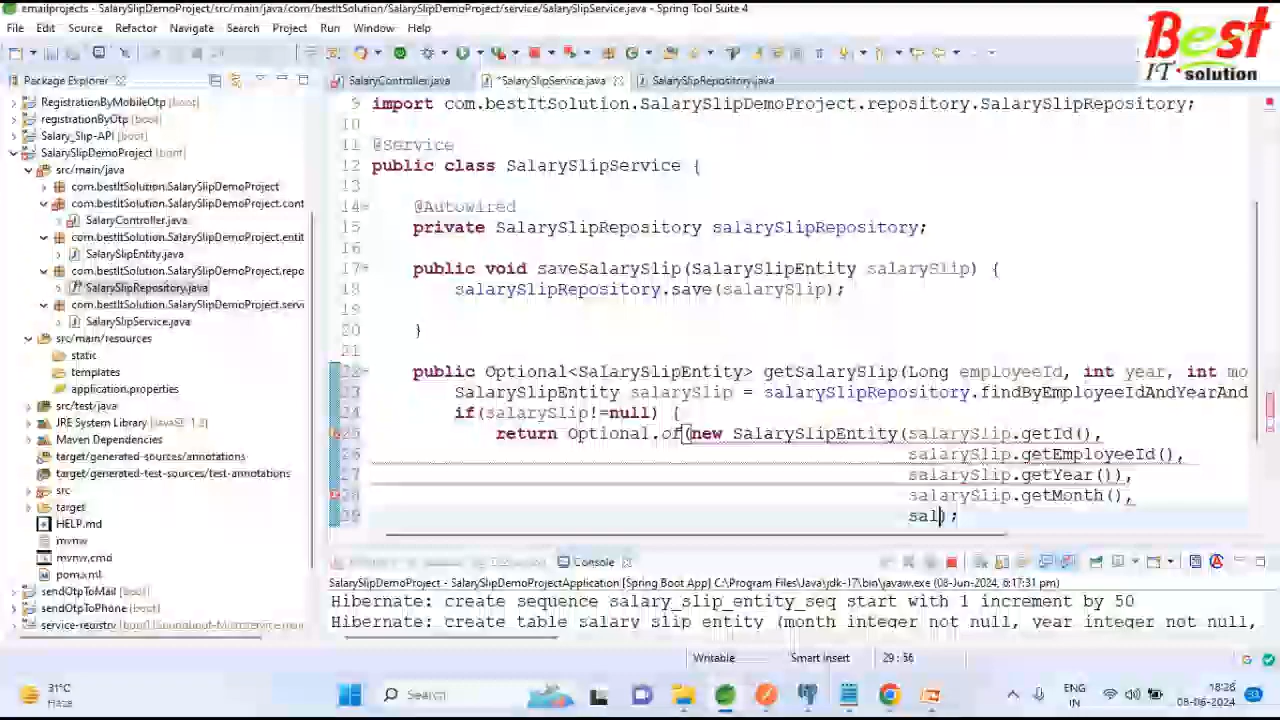 emailprojects - SalarySlipDemoProject/src/main/java/com/bestItSolution/SalarySlipDemoProject/service/SalarySlipService.java - Spring Tool Suite 4
File Edit Source Refactor Navigate Search Project Run Window Help
Best
IT solution
Package Explorer
SalaryController.java
*SalarySlipService.java
SalarySlipRepository.java
RegistrationByMobileOtp [boot]
registrationByOtp [boot]
Salary_Slip-API [boot]
SalarySlipDemoProject [boot]
src/main/java
com.bestItSolution.SalarySlipDemoProject
com.bestItSolution.SalarySlipDemoProject.cont
SalaryController.java
com.bestItSolution.SalarySlipDemoProject.entit
SalarySlipEntity.java
com.bestItSolution.SalarySlipDemoProject.repo
SalarySlipRepository.java
com.bestItSolution.SalarySlipDemoProject.servi
SalarySlipService.java
src/main/resources
static
templates
application.properties
src/test/java
JRE System Library
Maven Dependencies
target/generated-sources/annotations
target/generated-test-sources/test-annotations
src
target
HELP.md
mvnw
mvnw.cmd
pom.xml
sendOtpToMail [boot]
sendOtpToPhone [boot]
9 import com.bestItSolution.SalarySlipDemoProject.repository.SalarySlipRepository;
10
11 @Service
12 public class SalarySlipService {
13
14 @Autowired
15 private SalarySlipRepository salarySlipRepository;
16
17 public void saveSalarySlip(SalarySlipEntity salarySlip) {
18 salarySlipRepository.save(salarySlip);
19
20 }
21
22 public Optional<SalarySlipEntity> getSalarySlip(Long employeeId, int year, int mo
23 SalarySlipEntity salarySlip = salarySlipRepository.findByEmployeeIdAndYearAnd
24 if(salarySlip!=null) {
25 return Optional.of(new SalarySlipEntity(salarySlip.getId(),
26 salarySlip.getEmployeeId(),
27 salarySlip.getYear()),
28 salarySlip.getMonth(),
29 sal);
Console
SalarySlipDemoProject - SalarySlipDemoProjectApplication [Spring Boot App] C:\Program Files\Java\jdk-17\bin\javaw.exe (08-Jun-2024, 6:17:31 pm)
Hibernate: create sequence salary_slip_entity_seq start with 1 increment by 50
Hibernate: create table salary_slip_entity (month integer not null, year integer not null,
Writable Smart Insert 29 : 56
31°C
Haze
Search
ENG
IN
18:26
08-06-2024